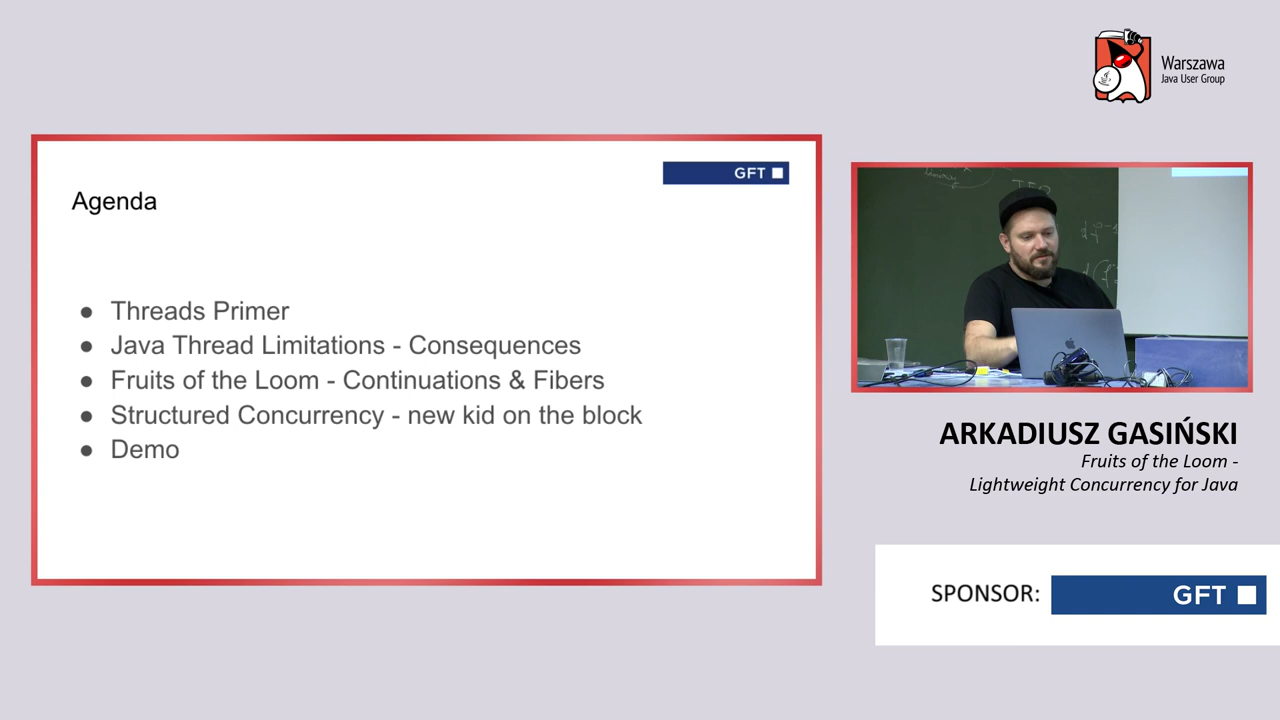 Warszawa
Java User Group
GFT
Agenda
● Threads Primer
● Java Thread Limitations - Consequences
● Fruits of the Loom - Continuations & Fibers
● Structured Concurrency - new kid on the block
● Demo
ARKADIUSZ GASIŃSKI
Fruits of the Loom -
Lightweight Concurrency for Java
SPONSOR: GFT